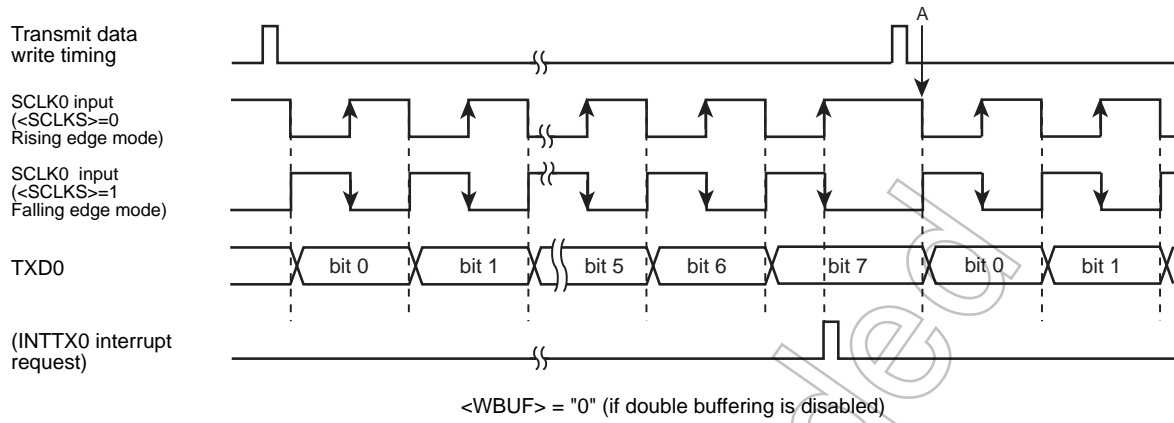 Transmit data
write timing
A
SCLK0 input
(<SCLKS>=0
Rising edge mode)
SCLK0 input
(<SCLKS>=1
Falling edge mode)
TXD0
bit 0
bit 1
bit 5
bit 6
bit 7
bit 0
bit 1
(INTTX0 interrupt
request)
<WBUF> = "0" (if double buffering is disabled)
ded